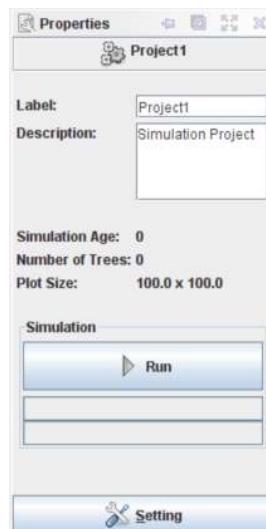 Properties
Project1
Label: Project1
Description: Simulation Project
Simulation Age: 0
Number of Trees: 0
Plot Size: 100.0 x 100.0
Simulation
Run
Setting